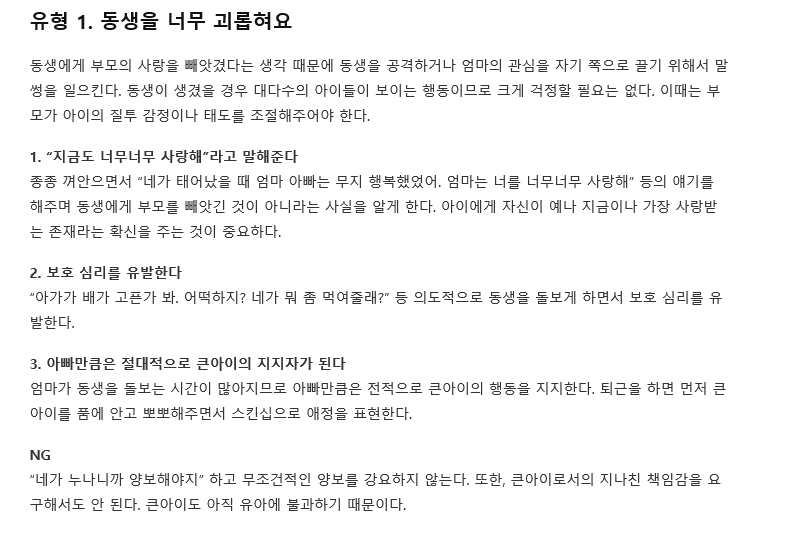 유형 1. 동생을 너무 괴롭혀요
동생에게 부모의 사랑을 빼앗겼다는 생각 때문에 동생을 공격하거나 엄마의 관심을 자기 쪽으로 끌기 위해서 말
썽을 일으킨다. 동생이 생겼을 경우 대다수의 아이들이 보이는 행동이므로 크게 걱정할 필요는 없다. 이때는 부
모가 아이의 질투 감정이나 태도를 조절해주어야 한다.
1. “지금도 너무너무 사랑해”라고 말해준다
종종 껴안으면서 “네가 태어났을 때 엄마 아빠는 무지 행복했었어. 엄마는 너를 너무너무 사랑해” 등의 얘기를
해주며 동생에게 부모를 빼앗긴 것이 아니라는 사실을 알게 한다. 아이에게 자신이 예나 지금이나 가장 사랑받
는 존재라는 확신을 주는 것이 중요하다.
2. 보호 심리를 유발한다
“아가가 배가 고픈가 봐. 어떡하지? 네가 뭐 좀 먹여줄래?” 등 의도적으로 동생을 돌보게 하면서 보호 심리를 유
발한다.
3. 아빠만큼은 절대적으로 큰아이의 지지자가 된다
엄마가 동생을 돌보는 시간이 많아지므로 아빠만큼은 전적으로 큰아이의 행동을 지지한다. 퇴근을 하면 먼저 큰
아이를 품에 안고 뽀뽀해주면서 스킨십으로 애정을 표현한다.
NG
“네가 누나니까 양보해야지” 하고 무조건적인 양보를 강요하지 않는다. 또한, 큰아이로서의 지나친 책임감을 요
구해서도 안 된다. 큰아이도 아직 유아에 불과하기 때문이다.